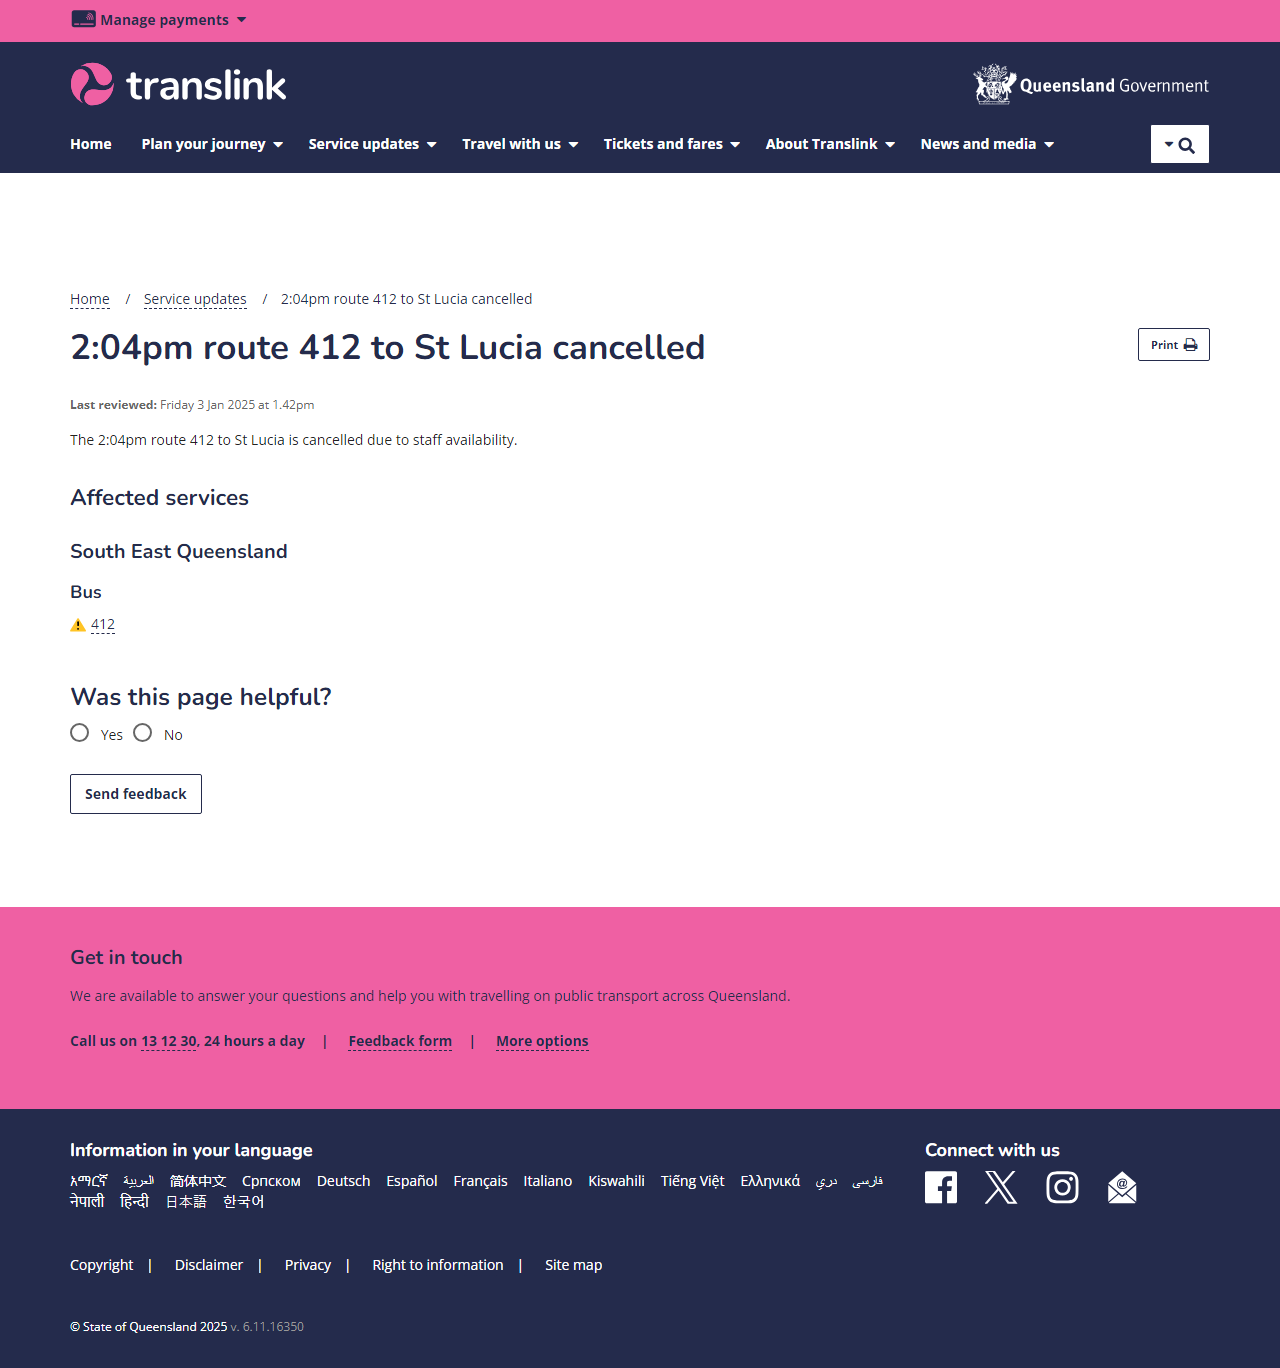 Manage payments
translink
Queensland Government
Home Plan your journey Service updates Travel with us Tickets and fares About Translink News and media
Home / Service updates / 2:04pm route 412 to St Lucia cancelled
2:04pm route 412 to St Lucia cancelled
Print
Last reviewed: Friday 3 Jan 2025 at 1.42pm
The 2:04pm route 412 to St Lucia is cancelled due to staff availability.
Affected services
South East Queensland
Bus
412
Was this page helpful?
Yes No
Send feedback
Get in touch
We are available to answer your questions and help you with travelling on public transport across Queensland.
Call us on 13 12 30, 24 hours a day | Feedback form | More options
Information in your language
አማርኛ العربية 简体中文 Српском Deutsch Español Français Italiano Kiswahili Tiếng Việt Ελληνικά دري فارسی
नेपाली हिन्दी 日本語 한국어
Connect with us
Copyright | Disclaimer | Privacy | Right to information | Site map
© State of Queensland 2025 v. 6.11.16350